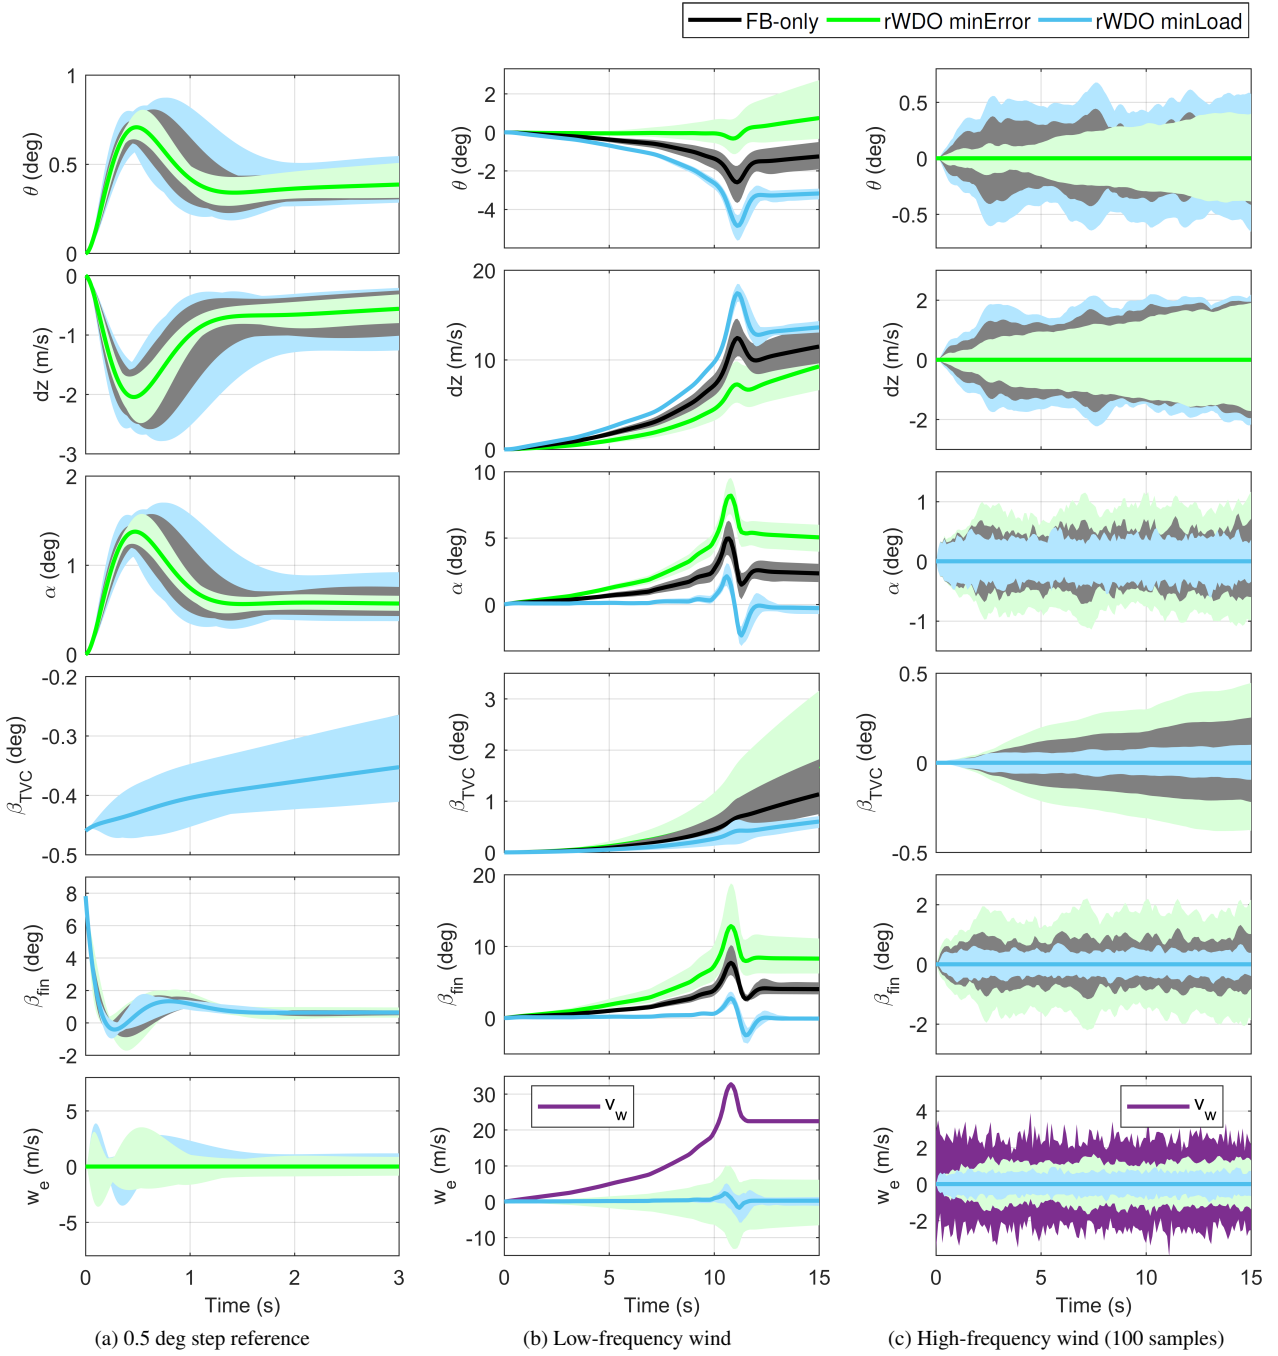 FB-only rWDO minError rWDO minLoad
θ (deg)
1
0.5
0
θ (deg)
2
0
-2
-4
θ (deg)
0.5
0
-0.5
dz (m/s)
0
-1
-2
-3
dz (m/s)
20
10
0
dz (m/s)
2
0
-2
α (deg)
2
1
0
α (deg)
10
5
0
α (deg)
1
0
-1
βTVC (deg)
-0.2
-0.3
-0.4
-0.5
βTVC (deg)
3
2
1
0
βTVC (deg)
0.5
0
-0.5
βfin (deg)
8
6
4
2
0
-2
βfin (deg)
20
10
0
βfin (deg)
2
0
-2
we (m/s)
5
0
-5
0 1 2 3
Time (s)
we (m/s)
30
20
10
0
-10
vw
0 5 10 15
Time (s)
we (m/s)
4
2
0
-2
vw
0 5 10 15
Time (s)
(a) 0.5 deg step reference
(b) Low-frequency wind
(c) High-frequency wind (100 samples)